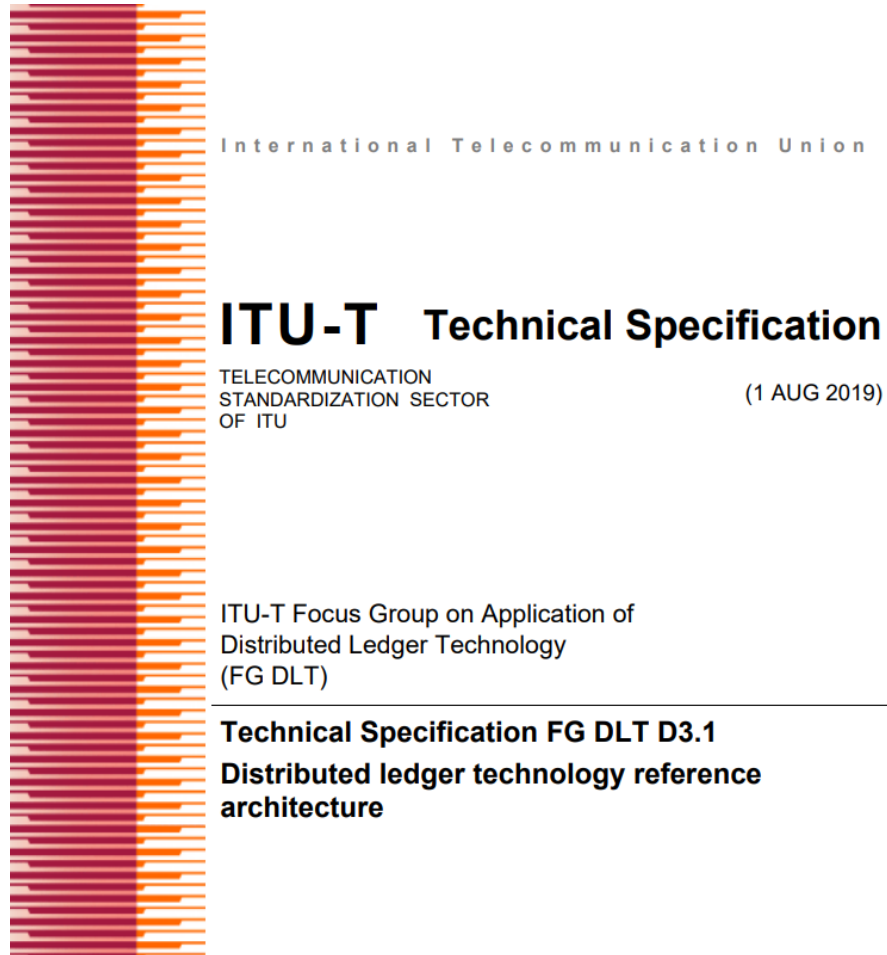 International Telecommunication Union
ITU-T Technical Specification
TELECOMMUNICATION
STANDARDIZATION SECTOR
OF ITU
(1 AUG 2019)
ITU-T Focus Group on Application of
Distributed Ledger Technology
(FG DLT)
Technical Specification FG DLT D3.1
Distributed ledger technology reference
architecture